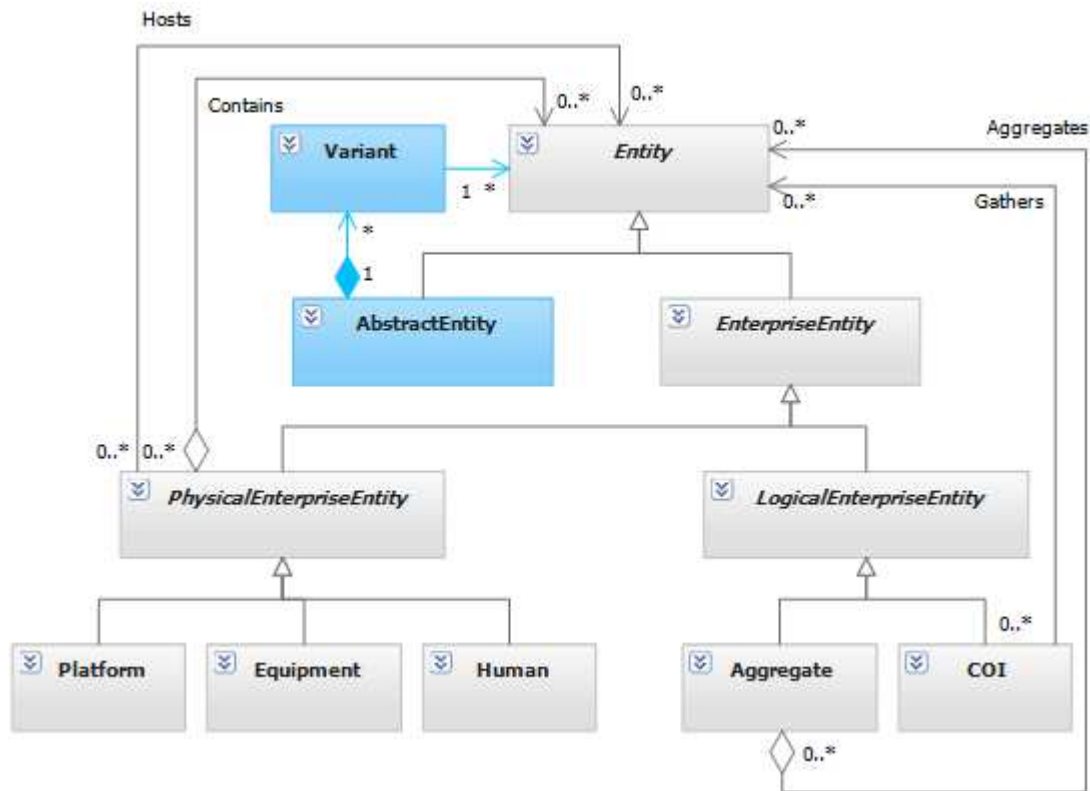 Hosts
Contains
0..*
0..*
0..*
Aggregates
Variant
Entity
1 *
0..*
Gathers
*
1
AbstractEntity
EnterpriseEntity
0..* 0..*
PhysicalEnterpriseEntity
LogicalEnterpriseEntity
0..*
Platform
Equipment
Human
Aggregate
COI
0..*